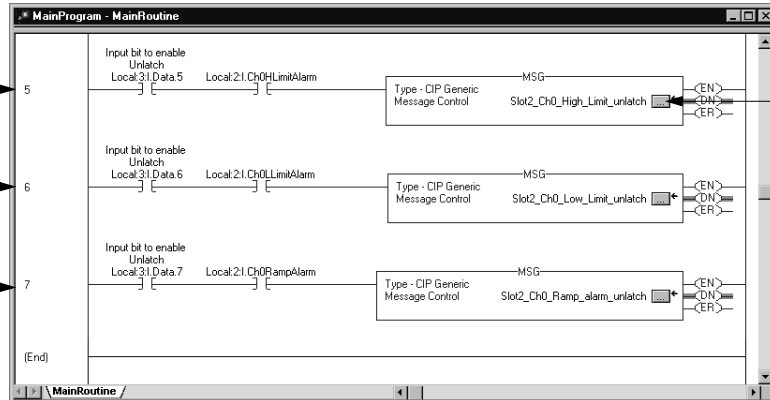 MainProgram - MainRoutine
Input bit to enable
Unlatch
5 Local:3:I.Data.5 Local:2:I.Ch0HLimitAlarm
MSG
Type - CIP Generic
Message Control Slot2_Ch0_High_Limit_unlatch ...
EN
DN
ER
Input bit to enable
Unlatch
6 Local:3:I.Data.6 Local:2:I.Ch0LLimitAlarm
MSG
Type - CIP Generic
Message Control Slot2_Ch0_Low_Limit_unlatch ...
EN
DN
ER
Input bit to enable
Unlatch
7 Local:3:I.Data.7 Local:2:I.Ch0RampAlarm
MSG
Type - CIP Generic
Message Control Slot2_Ch0_Ramp_alarm_unlatch ...
EN
DN
ER
(End)
MainRoutine